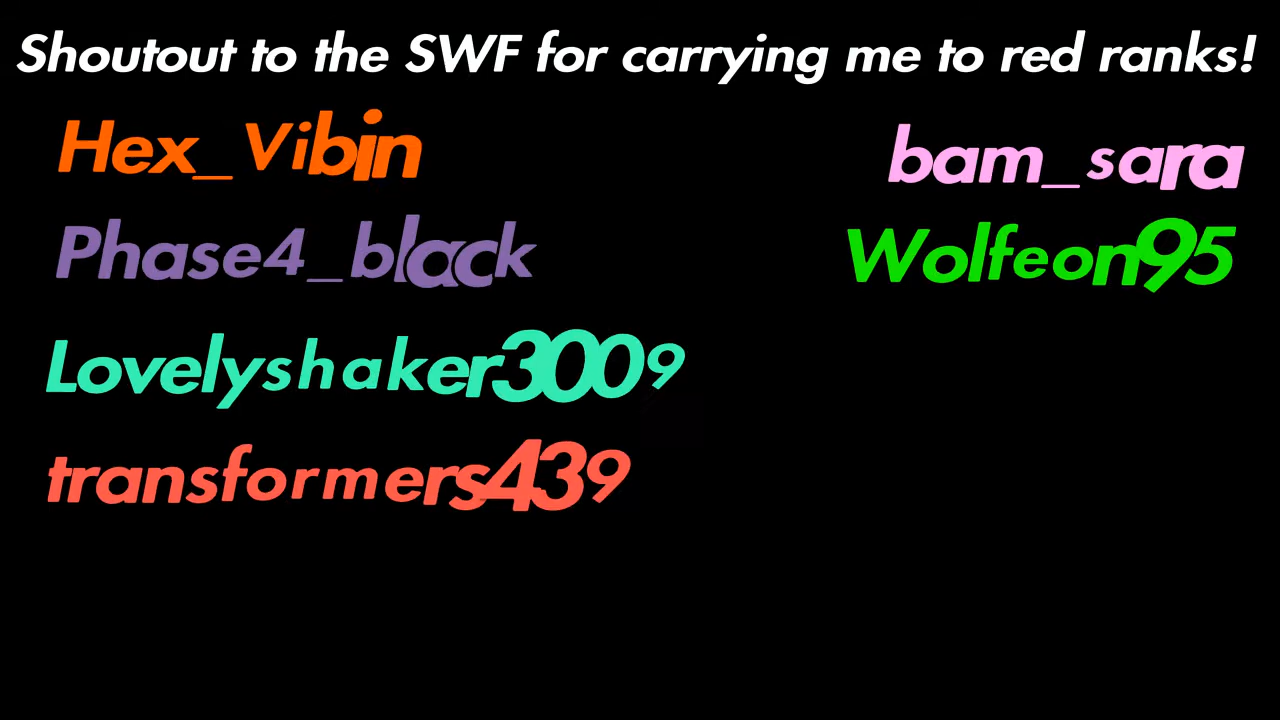 Shoutout to the SWF for carrying me to red ranks!
Hex_Vibin
bam_sara
Phase4_black
Wolfeon95
Lovelyshaker3009
transformers439